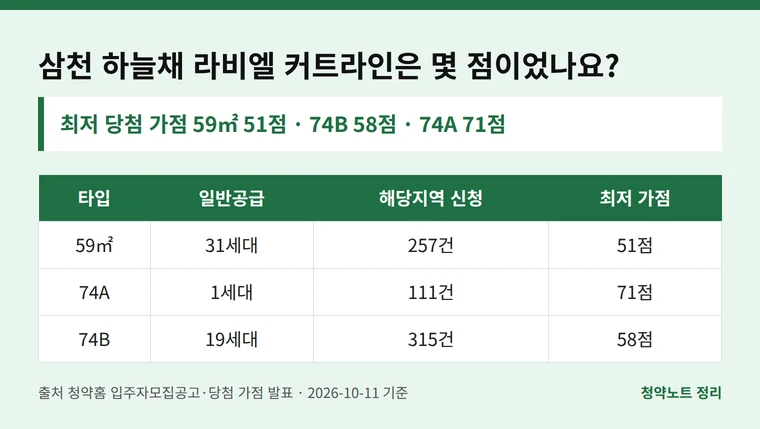 삼천 하늘채 라비엘 커트라인은 몇 점이었나요?
최저 당첨 가점 59㎡ 51점 · 74B 58점 · 74A 71점
타입 일반공급 해당지역 신청 최저 가점
59㎡ 31세대 257건 51점
74A 1세대 111건 71점
74B 19세대 315건 58점
출처 청약홈 입주자모집공고·당첨 가점 발표 · 2026-10-11 기준 청약노트 정리